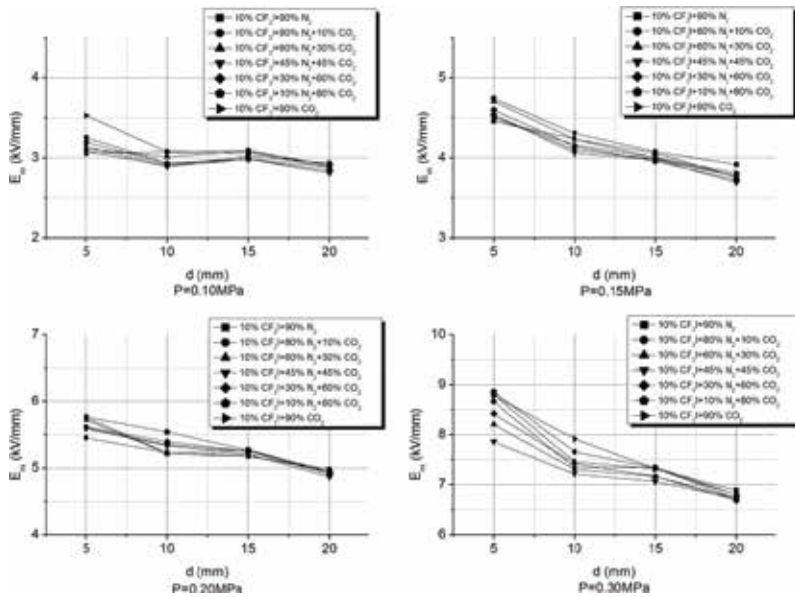 10% CF₃I+90% N₂
10% CF₃I+80% N₂+10% CO₂
10% CF₃I+60% N₂+30% CO₂
10% CF₃I+45% N₂+45% CO₂
10% CF₃I+30% N₂+60% CO₂
10% CF₃I+10% N₂+80% CO₂
10% CF₃I+90% CO₂
4
3
2
Eₘ (kV/mm)
5 10 15 20
d (mm)
P=0.10MPa
10% CF₃I+90% N₂
10% CF₃I+80% N₂+10% CO₂
10% CF₃I+60% N₂+30% CO₂
10% CF₃I+45% N₂+45% CO₂
10% CF₃I+30% N₂+60% CO₂
10% CF₃I+10% N₂+80% CO₂
10% CF₃I+90% CO₂
5
4
3
Eₘ (kV/mm)
5 10 15 20
d (mm)
P=0.15MPa
10% CF₃I+90% N₂
10% CF₃I+80% N₂+10% CO₂
10% CF₃I+60% N₂+30% CO₂
10% CF₃I+45% N₂+45% CO₂
10% CF₃I+30% N₂+60% CO₂
10% CF₃I+10% N₂+80% CO₂
10% CF₃I+90% CO₂
7
6
5
4
Eₘ (kV/mm)
5 10 15 20
d (mm)
P=0.20MPa
10% CF₃I+90% N₂
10% CF₃I+80% N₂+10% CO₂
10% CF₃I+60% N₂+30% CO₂
10% CF₃I+45% N₂+45% CO₂
10% CF₃I+30% N₂+60% CO₂
10% CF₃I+10% N₂+80% CO₂
10% CF₃I+90% CO₂
10
9
8
7
6
Eₘ (kV/mm)
5 10 15 20
d (mm)
P=0.30MPa